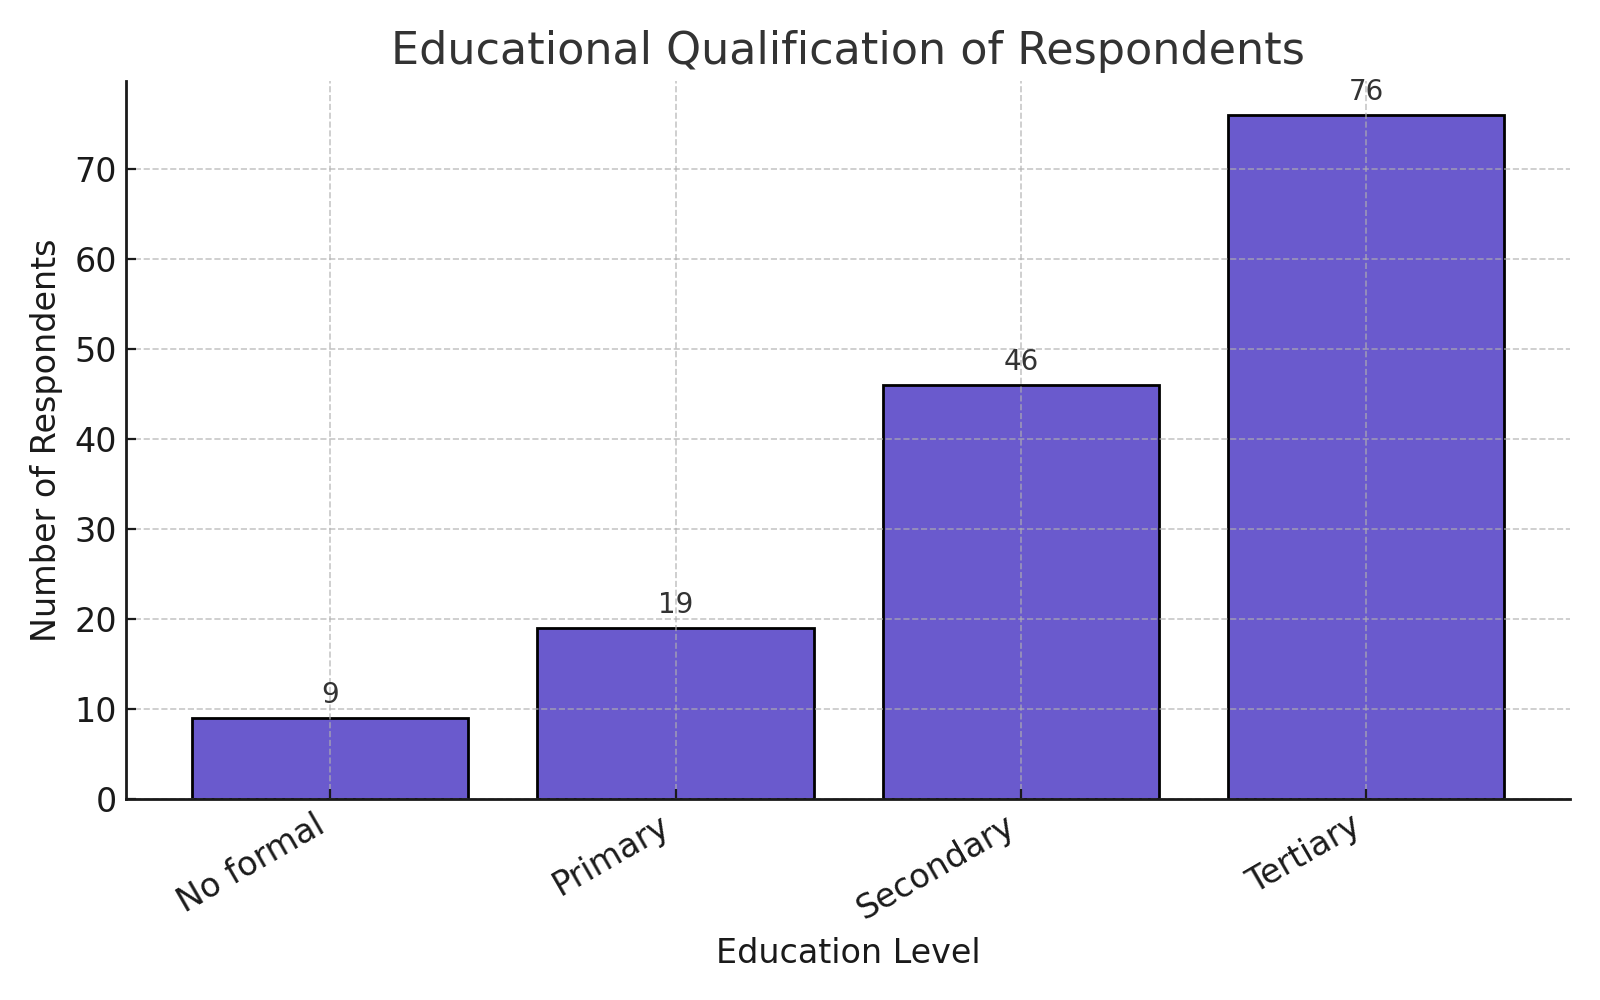 Educational Qualification of Respondents
Number of Respondents
70
60
50
40
30
20
10
0
9
19
46
76
No formal
Primary
Secondary
Tertiary
Education Level